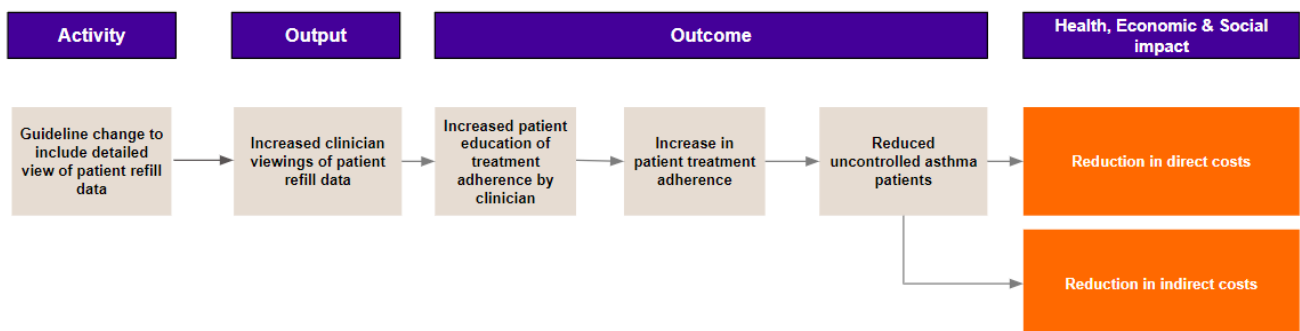 Activity
Output
Outcome
Health, Economic & Social
impact
Guideline change to
include detailed
view of patient refill
data
Increased clinician
viewings of patient
refill data
Increased patient
education of
treatment
adherence by
clinician
Increase in
patient treatment
adherence
Reduced
uncontrolled asthma
patients
Reduction in direct costs
Reduction in indirect costs